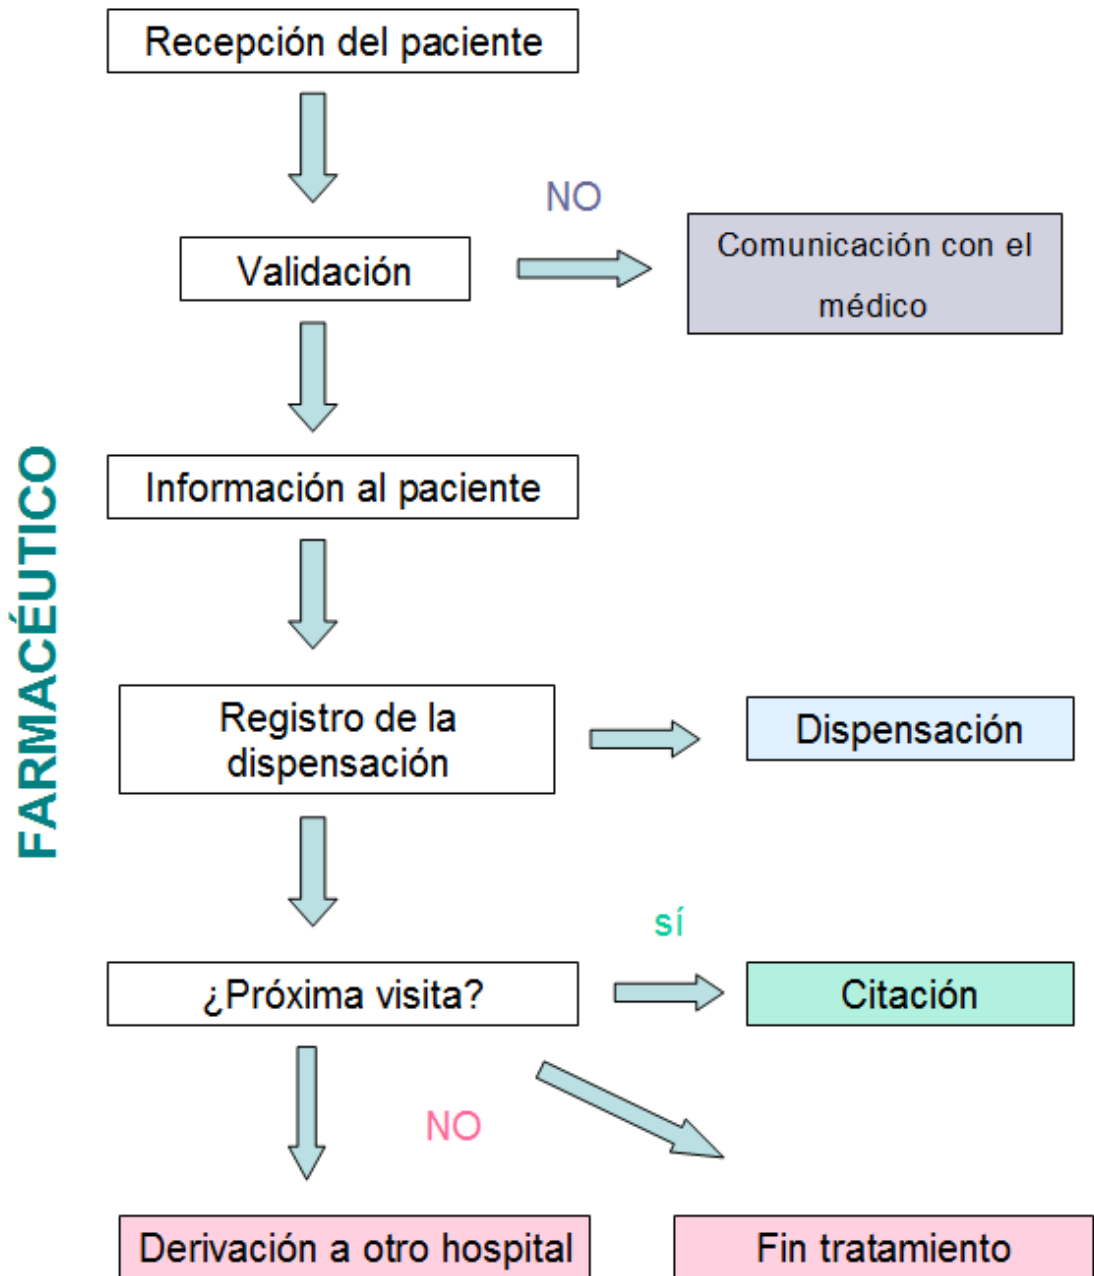 Recepción del paciente
NO
Validación
Comunicación con el
médico
Información al paciente
FARMACÉUTICO
Registro de la
dispensación
Dispensación
sí
¿Próxima visita?
Citación
NO
Derivación a otro hospital
Fin tratamiento